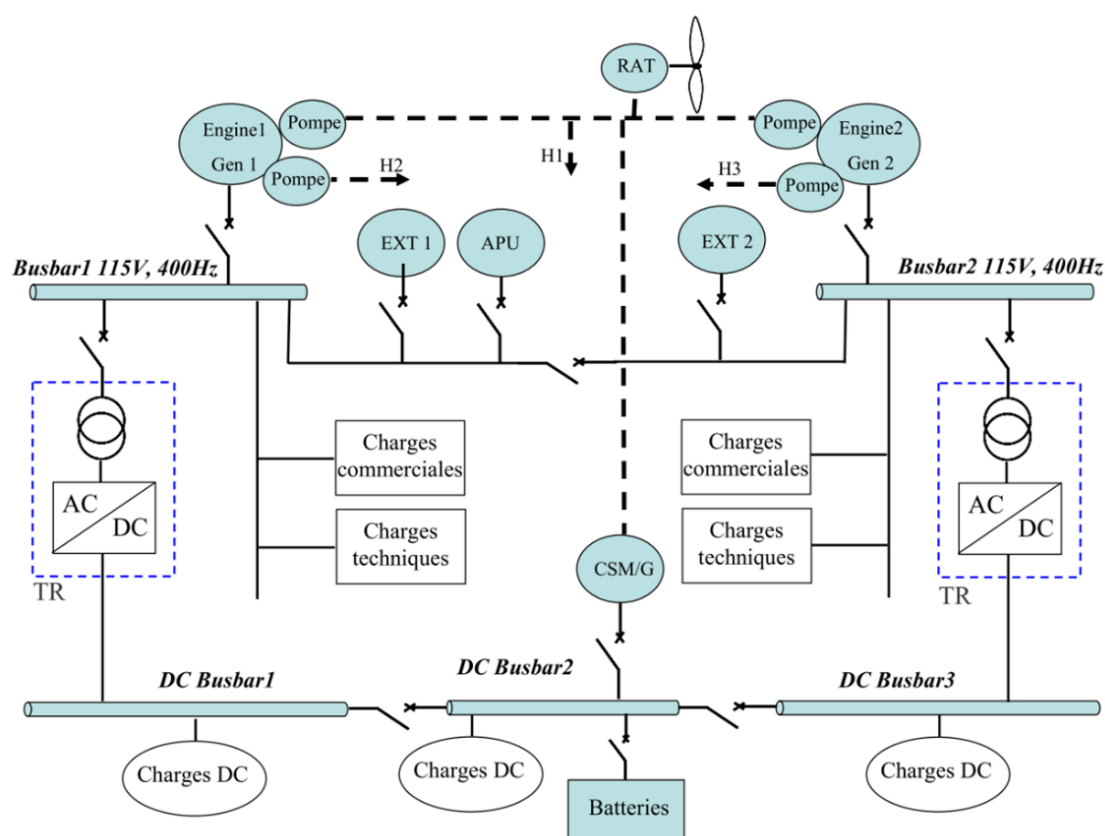 RAT
Engine1
Gen 1
Pompe
Pompe
H2
H1
H3
Pompe
Pompe
Engine2
Gen 2
EXT 1
APU
EXT 2
Busbar1 115V, 400Hz
Busbar2 115V, 400Hz
Charges
commerciales
Charges
techniques
Charges
commerciales
Charges
techniques
AC
DC
TR
AC
DC
TR
CSM/G
DC Busbar1
DC Busbar2
DC Busbar3
Charges DC
Charges DC
Charges DC
Batteries